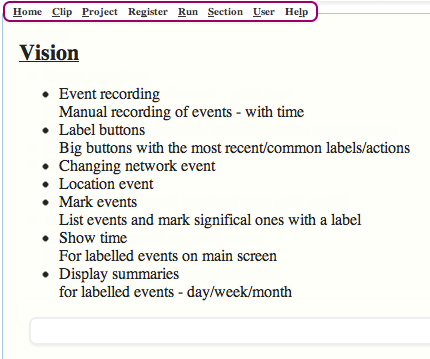 Home Clip Project Register Run Section User Help
Vision
Event recording
Manual recording of events - with time
Label buttons
Big buttons with the most recent/common labels/actions
Changing network event
Location event
Mark events
List events and mark significal ones with a label
Show time
For labelled events on main screen
Display summaries
for labelled events - day/week/month